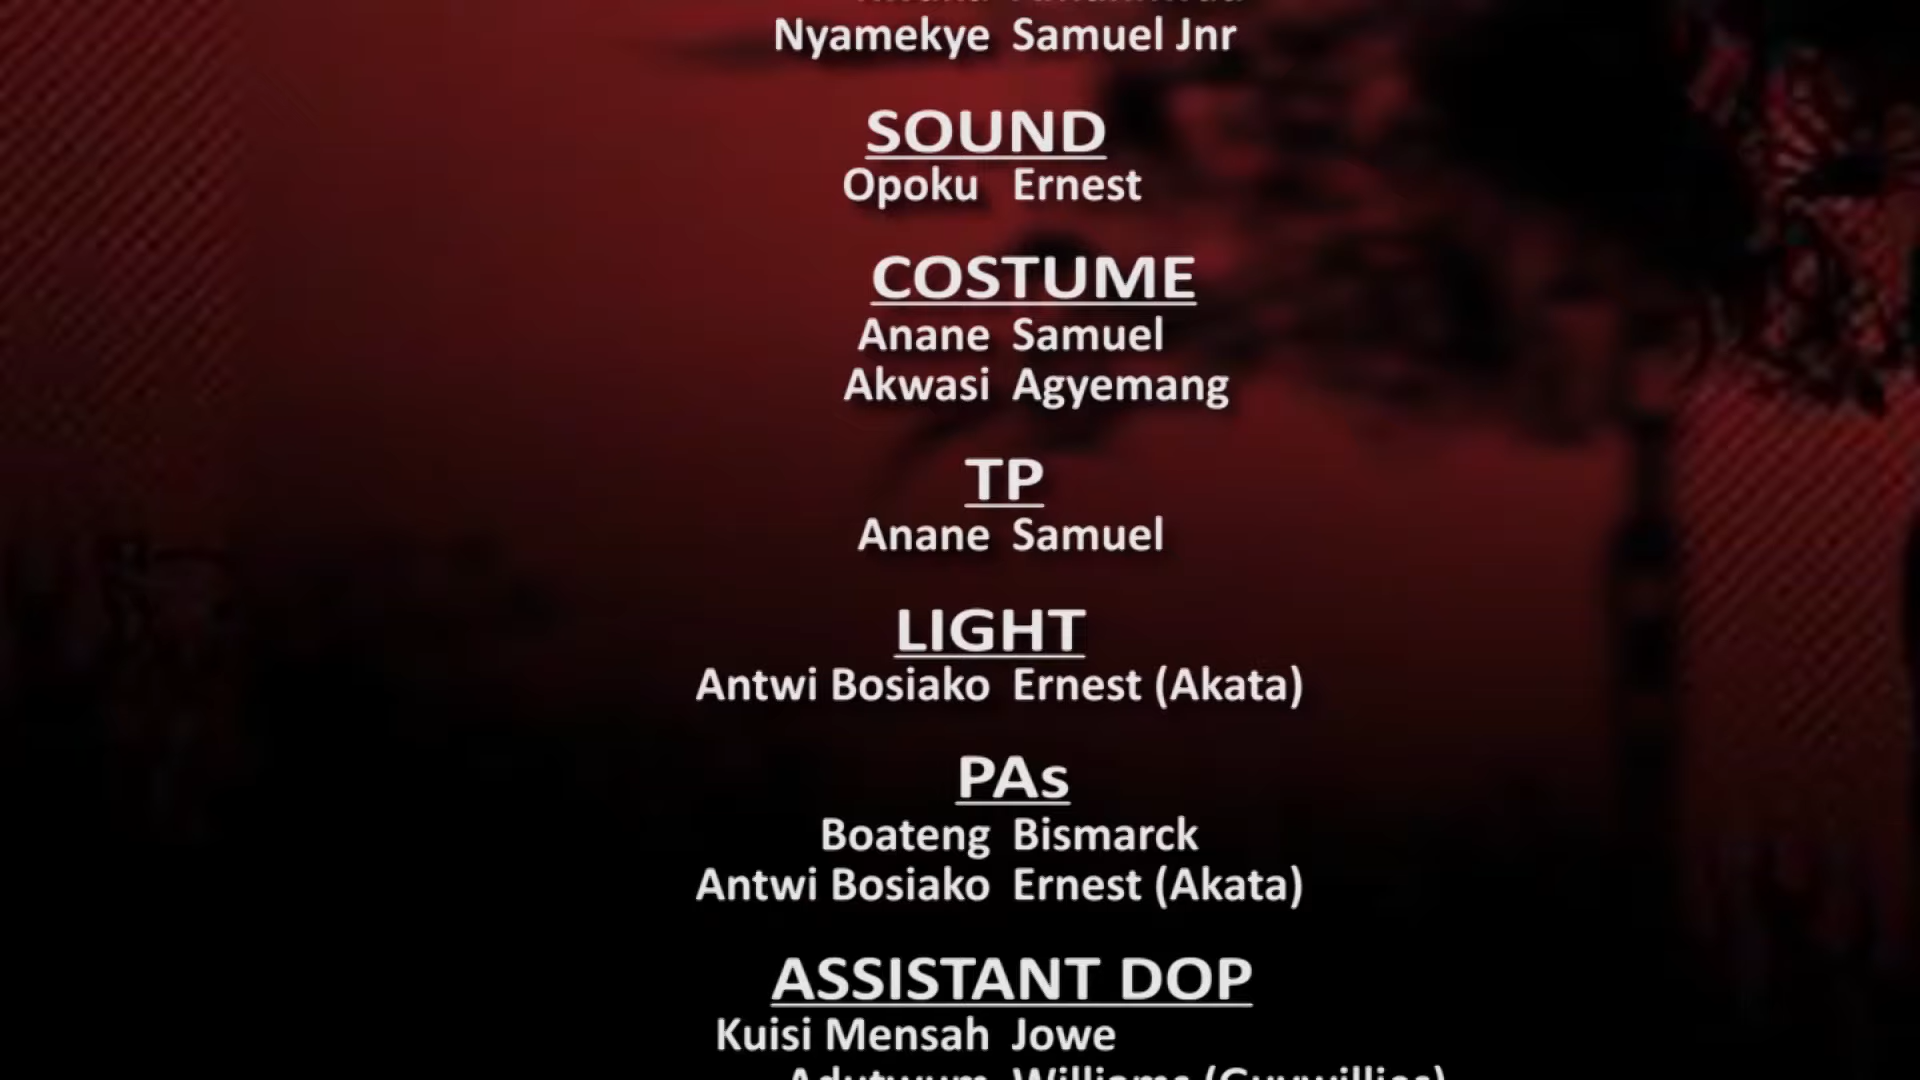 Nyamekye Samuel Jnr
SOUND
Opoku Ernest
COSTUME
Anane Samuel
Akwasi Agyemang
TP
Anane Samuel
LIGHT
Antwi Bosiako Ernest (Akata)
PAs
Boateng Bismarck
Antwi Bosiako Ernest (Akata)
ASSISTANT DOP
Kuisi Mensah Jowe
Williams